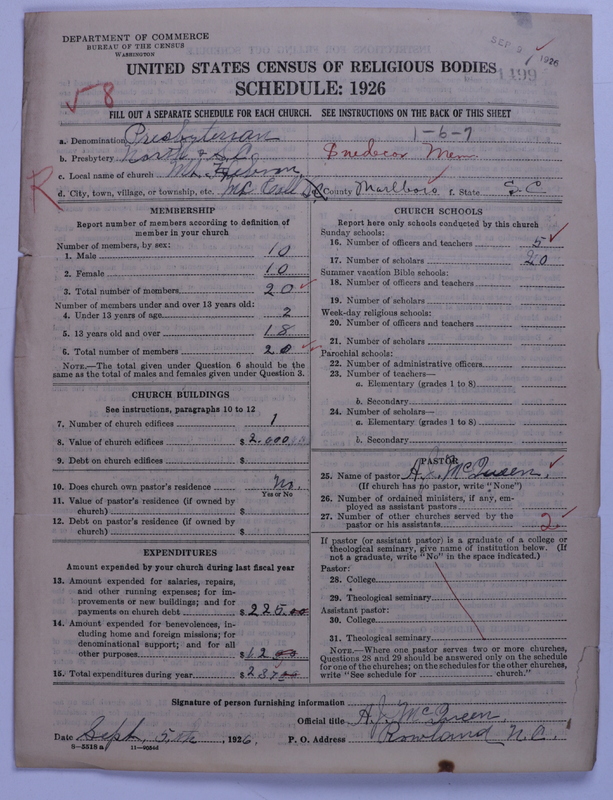 DEPARTMENT OF COMMERCE
BUREAU OF THE CENSUS
WASHINGTON
SEP 1926
1499
UNITED STATES CENSUS OF RELIGIOUS BODIES
SCHEDULE: 1926
√ 8
FILL OUT A SEPARATE SCHEDULE FOR EACH CHURCH. SEE INSTRUCTIONS ON THE BACK OF THIS SHEET
1-6-7
a. Denomination Presbyterian
b. Presbytery
c. Local name of church Mt. Hebron
R
d. City, town, village, or township, etc. e. County Marlboro f. State S.C.
MEMBERSHIP
Report number of members according to definition of
member in your church
Number of members, by sex:
1. Male 10
2. Female 10
3. Total number of members 20
Number of members under and over 13 years old:
4. Under 13 years of age 2
5. 13 years old and over 18
6. Total number of members 20
NOTE.—The total given under Question 6 should be the
same as the total of males and females given under Question 3.
CHURCH BUILDINGS
See instructions, paragraphs 10 to 12
7. Number of church edifices 1
8. Value of church edifices $ 2,000
9. Debt on church edifices $
10. Does church own pastor's residence No.
Yes or No
11. Value of pastor's residence (if owned by
church) $
12. Debt on pastor's residence (if owned by
church) $
EXPENDITURES
Amount expended by your church during last fiscal year
13. Amount expended for salaries, repairs,
and other running expenses; for im-
provements or new buildings; and for
payments on church debt $ 225.00
14. Amount expended for benevolences, in-
cluding home and foreign missions; for
denominational support; and for all
other purposes $ 12
15. Total expenditures during year $ 237
CHURCH SCHOOLS
Report here only schools conducted by this church
Sunday schools:
16. Number of officers and teachers 5
17. Number of scholars 20
Summer vacation Bible schools:
18. Number of officers and teachers
19. Number of scholars
Week-day religious schools:
20. Number of officers and teachers
21. Number of scholars
Parochial schools:
22. Number of administrative officers
23. Number of teachers—
a. Elementary (grades 1 to 8)
b. Secondary
24. Number of scholars—
a. Elementary (grades 1 to 8)
b. Secondary
PASTOR
25. Name of pastor A. J. McQueen.
(If church has no pastor, write "None")
26. Number of ordained ministers, if any, em-
ployed as assistant pastors
27. Number of other churches served by the
pastor or his assistants 2
If pastor (or assistant pastor) is a graduate of a college or
theological seminary, give name of institution below. (If
not a graduate, write "No" in the space indicated.)
Pastor:
28. College
29. Theological seminary
Assistant pastor:
30. College
31. Theological seminary
NOTE.—Where one pastor serves two or more churches,
Questions 28 and 29 should be answered only on the schedule
for one of the churches; on the schedules for the other churches,
write "See schedule for church."
Signature of person furnishing information
Official title A. J. McQueen
Date Sept. 5th, 1926. P. O. Address Rowland N.C.
8—5518 a 11—9034d